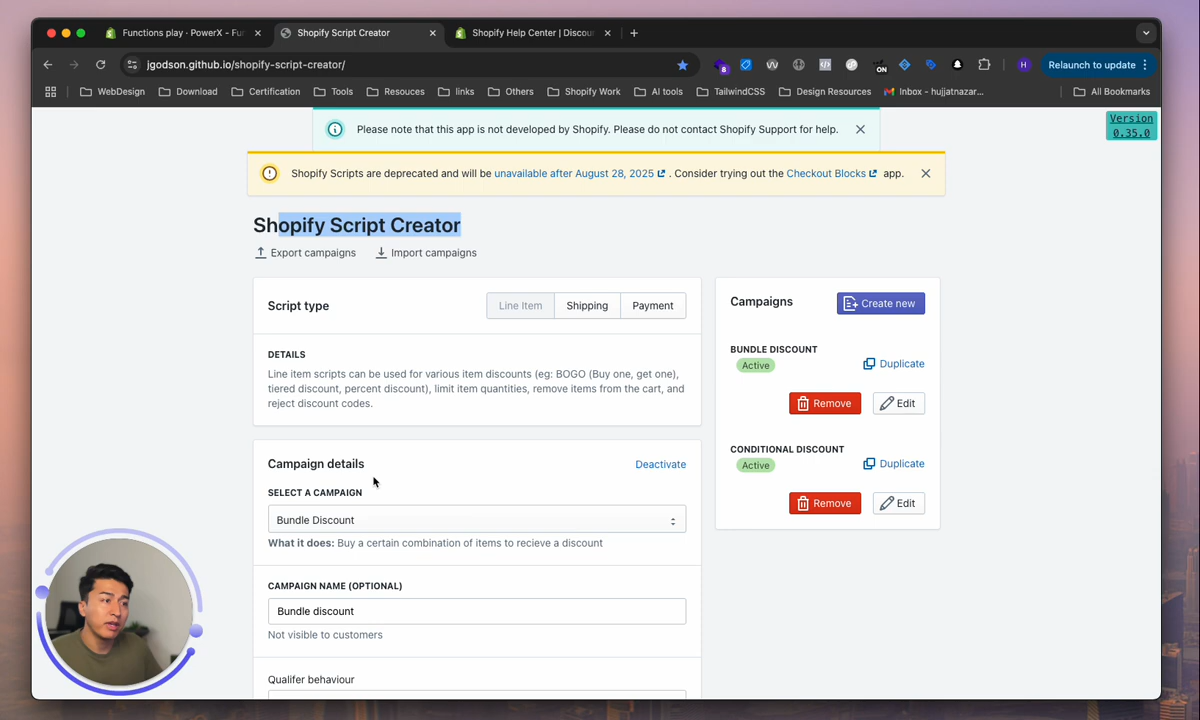 Functions play · PowerX - Fun
Shopify Script Creator
Shopify Help Center | Discou
jgodson.github.io/shopify-script-creator/
8
ON
H
Relaunch to update
WebDesign
Download
Certification
Tools
Resouces
links
Others
Shopify Work
AI tools
TailwindCSS
Design Resources
Inbox - hujjatnazar...
All Bookmarks
Please note that this app is not developed by Shopify. Please do not contact Shopify Support for help.
Version
0.35.0
Shopify Scripts are deprecated and will be unavailable after August 28, 2025 . Consider trying out the Checkout Blocks app.
Shopify Script Creator
Export campaigns
Import campaigns
Script type
Line Item
Shipping
Payment
DETAILS
Line item scripts can be used for various item discounts (eg: BOGO (Buy one, get one),
tiered discount, percent discount), limit item quantities, remove items from the cart, and
reject discount codes.
Campaign details
Deactivate
SELECT A CAMPAIGN
Bundle Discount
What it does: Buy a certain combination of items to recieve a discount
CAMPAIGN NAME (OPTIONAL)
Bundle discount
Not visible to customers
Qualifer behaviour
Campaigns
Create new
BUNDLE DISCOUNT
Active
Duplicate
Remove
Edit
CONDITIONAL DISCOUNT
Active
Duplicate
Remove
Edit